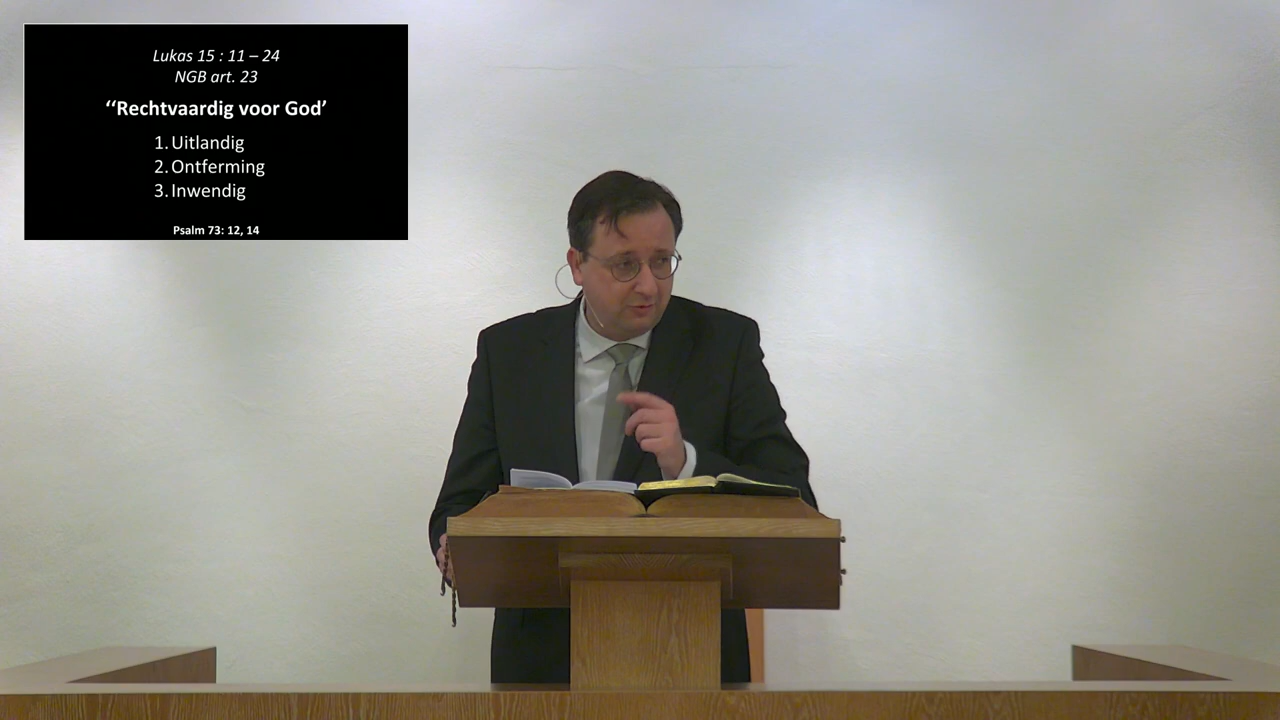 Lukas 15 : 11 – 24
NGB art. 23
‘‘Rechtvaardig voor God’
1. Uitlandig
2. Ontferming
3. Inwendig
Psalm 73: 12, 14